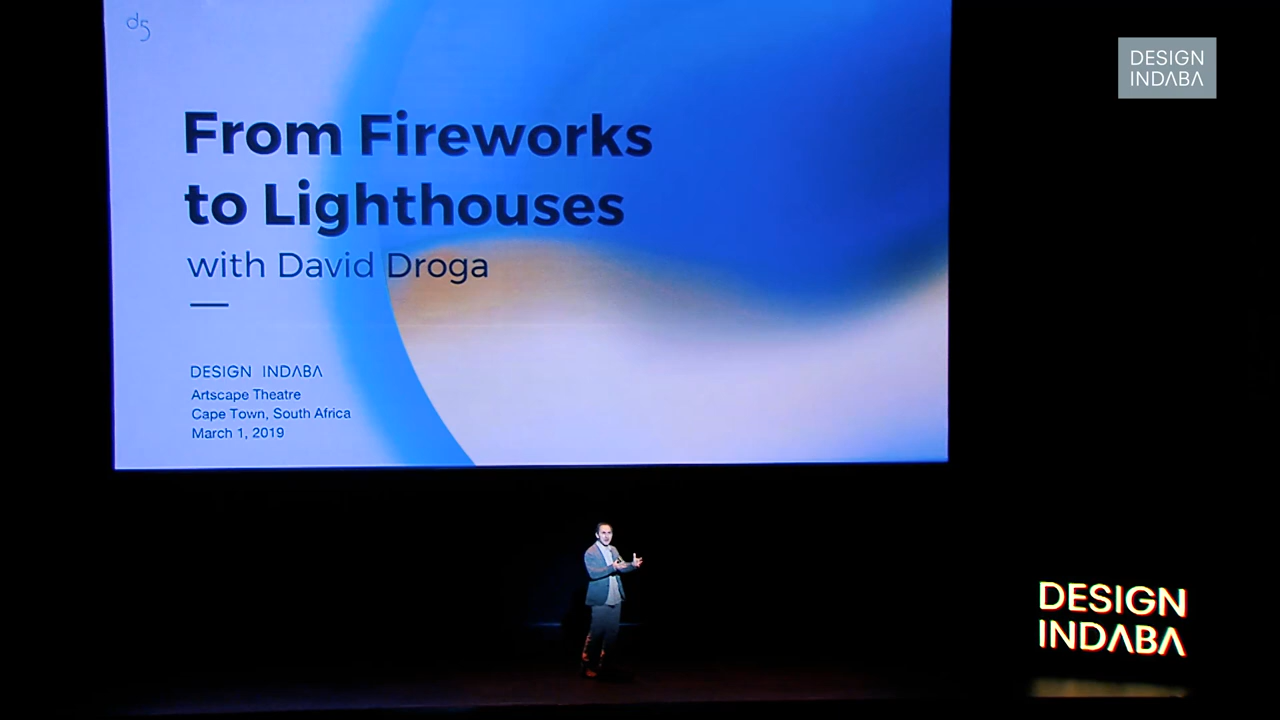 d5
DESIGN
INDABA
From Fireworks
to Lighthouses
with David Droga
DESIGN INDABA
Artscape Theatre
Cape Town, South Africa
March 1, 2019
DESIGN
INDABA